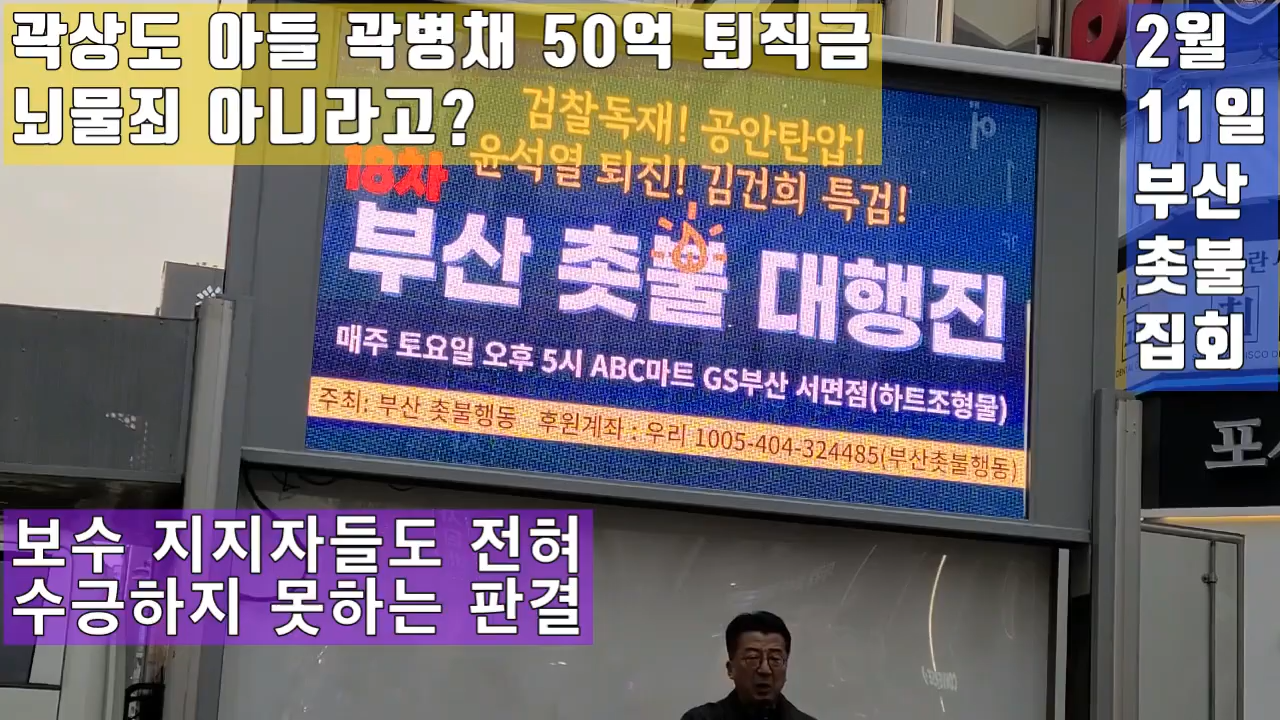 곽상도 아들 곽병채 50억 퇴직금
뇌물죄 아니라고?
2월
11일
부산
촛불
집회
검찰독재! 공안탄압!
윤석열 퇴진! 김건희 특검!
18차
부산 촛불 대행진
매주 토요일 오후 5시 ABC마트 GS부산 서면점(하트조형물)
주최: 부산 촛불행동 후원계좌 : 우리 1005-404-324485(부산촛불행동)
보수 지지자들도 전혀
수긍하지 못하는 판결